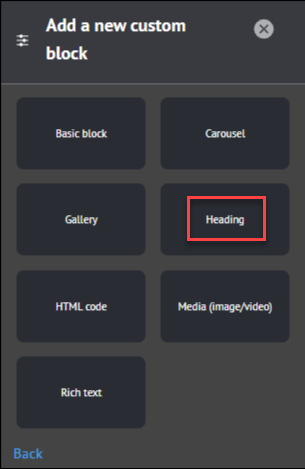 Add a new custom
block
Basic block
Carousel
Gallery
Heading
HTML code
Media (image/video)
Rich text
Back